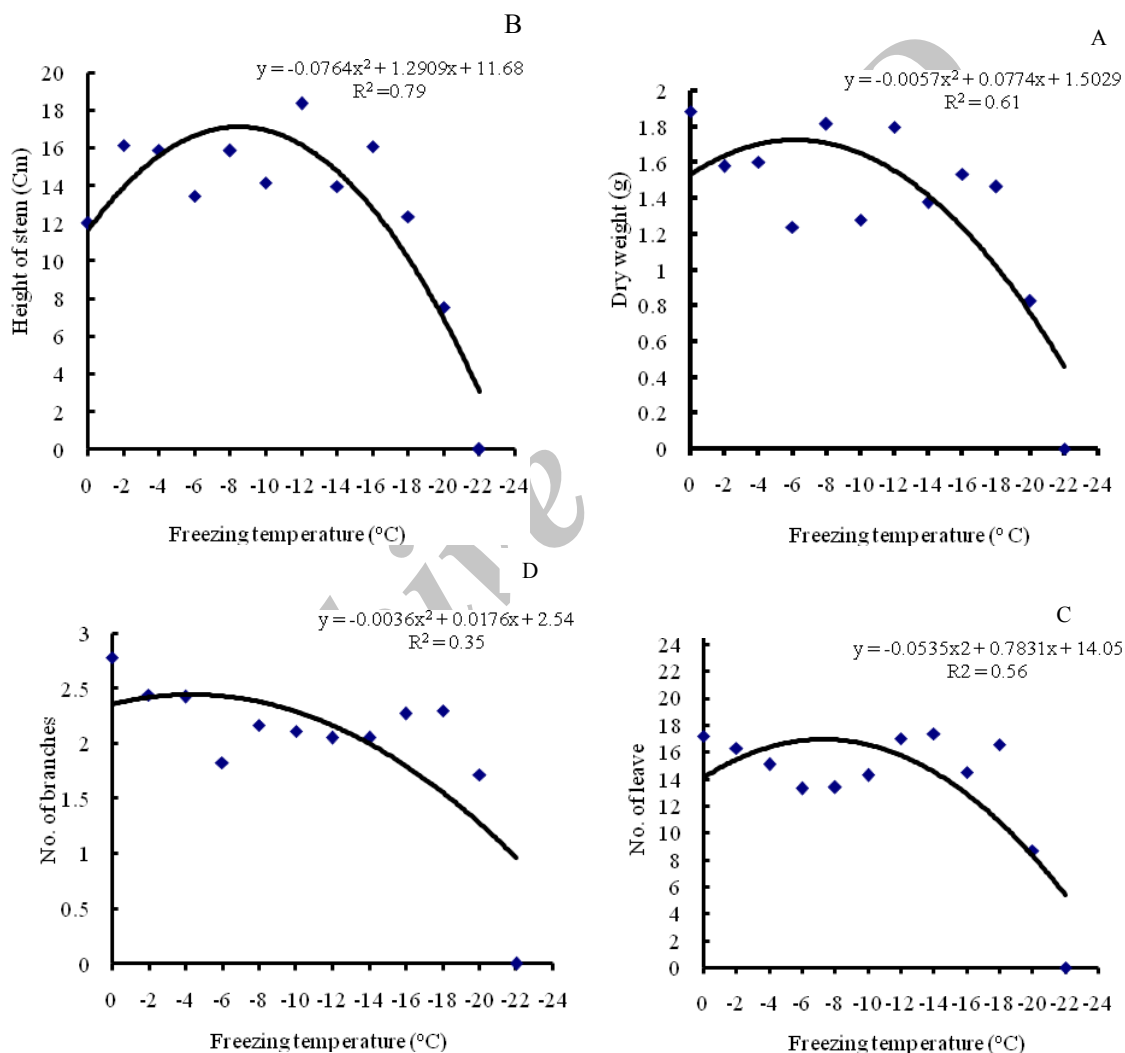 B
y = -0.0764x² + 1.2909x + 11.68
R² = 0.79
20
18
16
14
12
10
8
6
4
2
0
Height of stem (Cm)
0 -2 -4 -6 -8 -10 -12 -14 -16 -18 -20 -22 -24
Freezing temperature (°C)
A
y = -0.0057x² + 0.0774x + 1.5029
R² = 0.61
2
1.8
1.6
1.4
1.2
1
0.8
0.6
0.4
0.2
0
Dry weight (g)
0 -2 -4 -6 -8 -10 -12 -14 -16 -18 -20 -22 -24
Freezing temperature (° C)
D
y = -0.0036x² + 0.0176x + 2.54
R² = 0.35
3
2.5
2
1.5
1
0.5
0
No. of branches
0 -2 -4 -6 -8 -10 -12 -14 -16 -18 -20 -22 -24
Freezing temperature (°C)
C
y = -0.0535x2 + 0.7831x + 14.05
R2 = 0.56
24
22
20
18
16
14
12
10
8
6
4
2
0
No. of leave
0 -2 -4 -6 -8 -10 -12 -14 -16 -18 -20 -22 -24
Freezing temperature (°C)